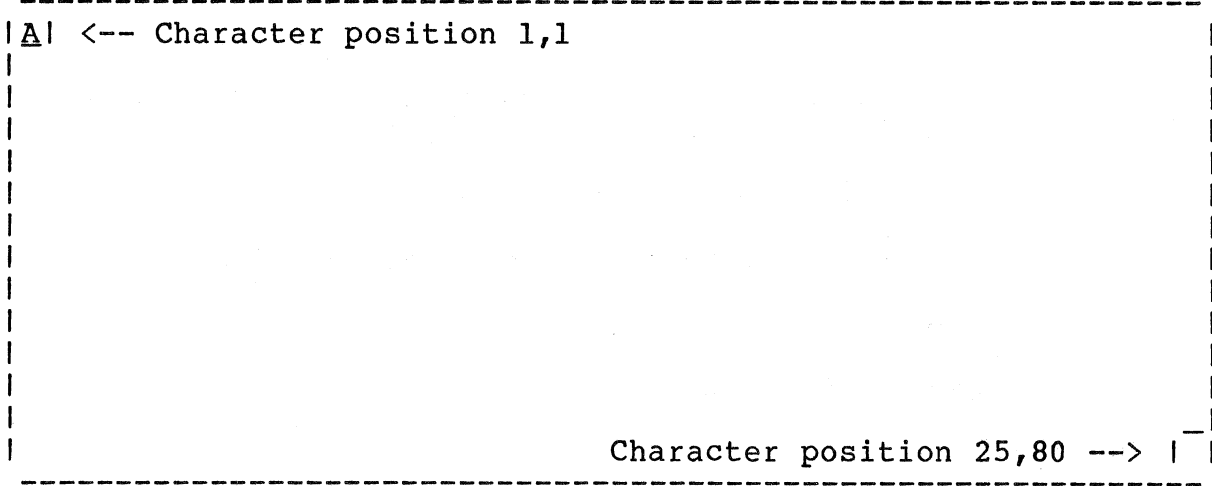 |A| <-- Character position 1,1
Character position 25,80 --> |